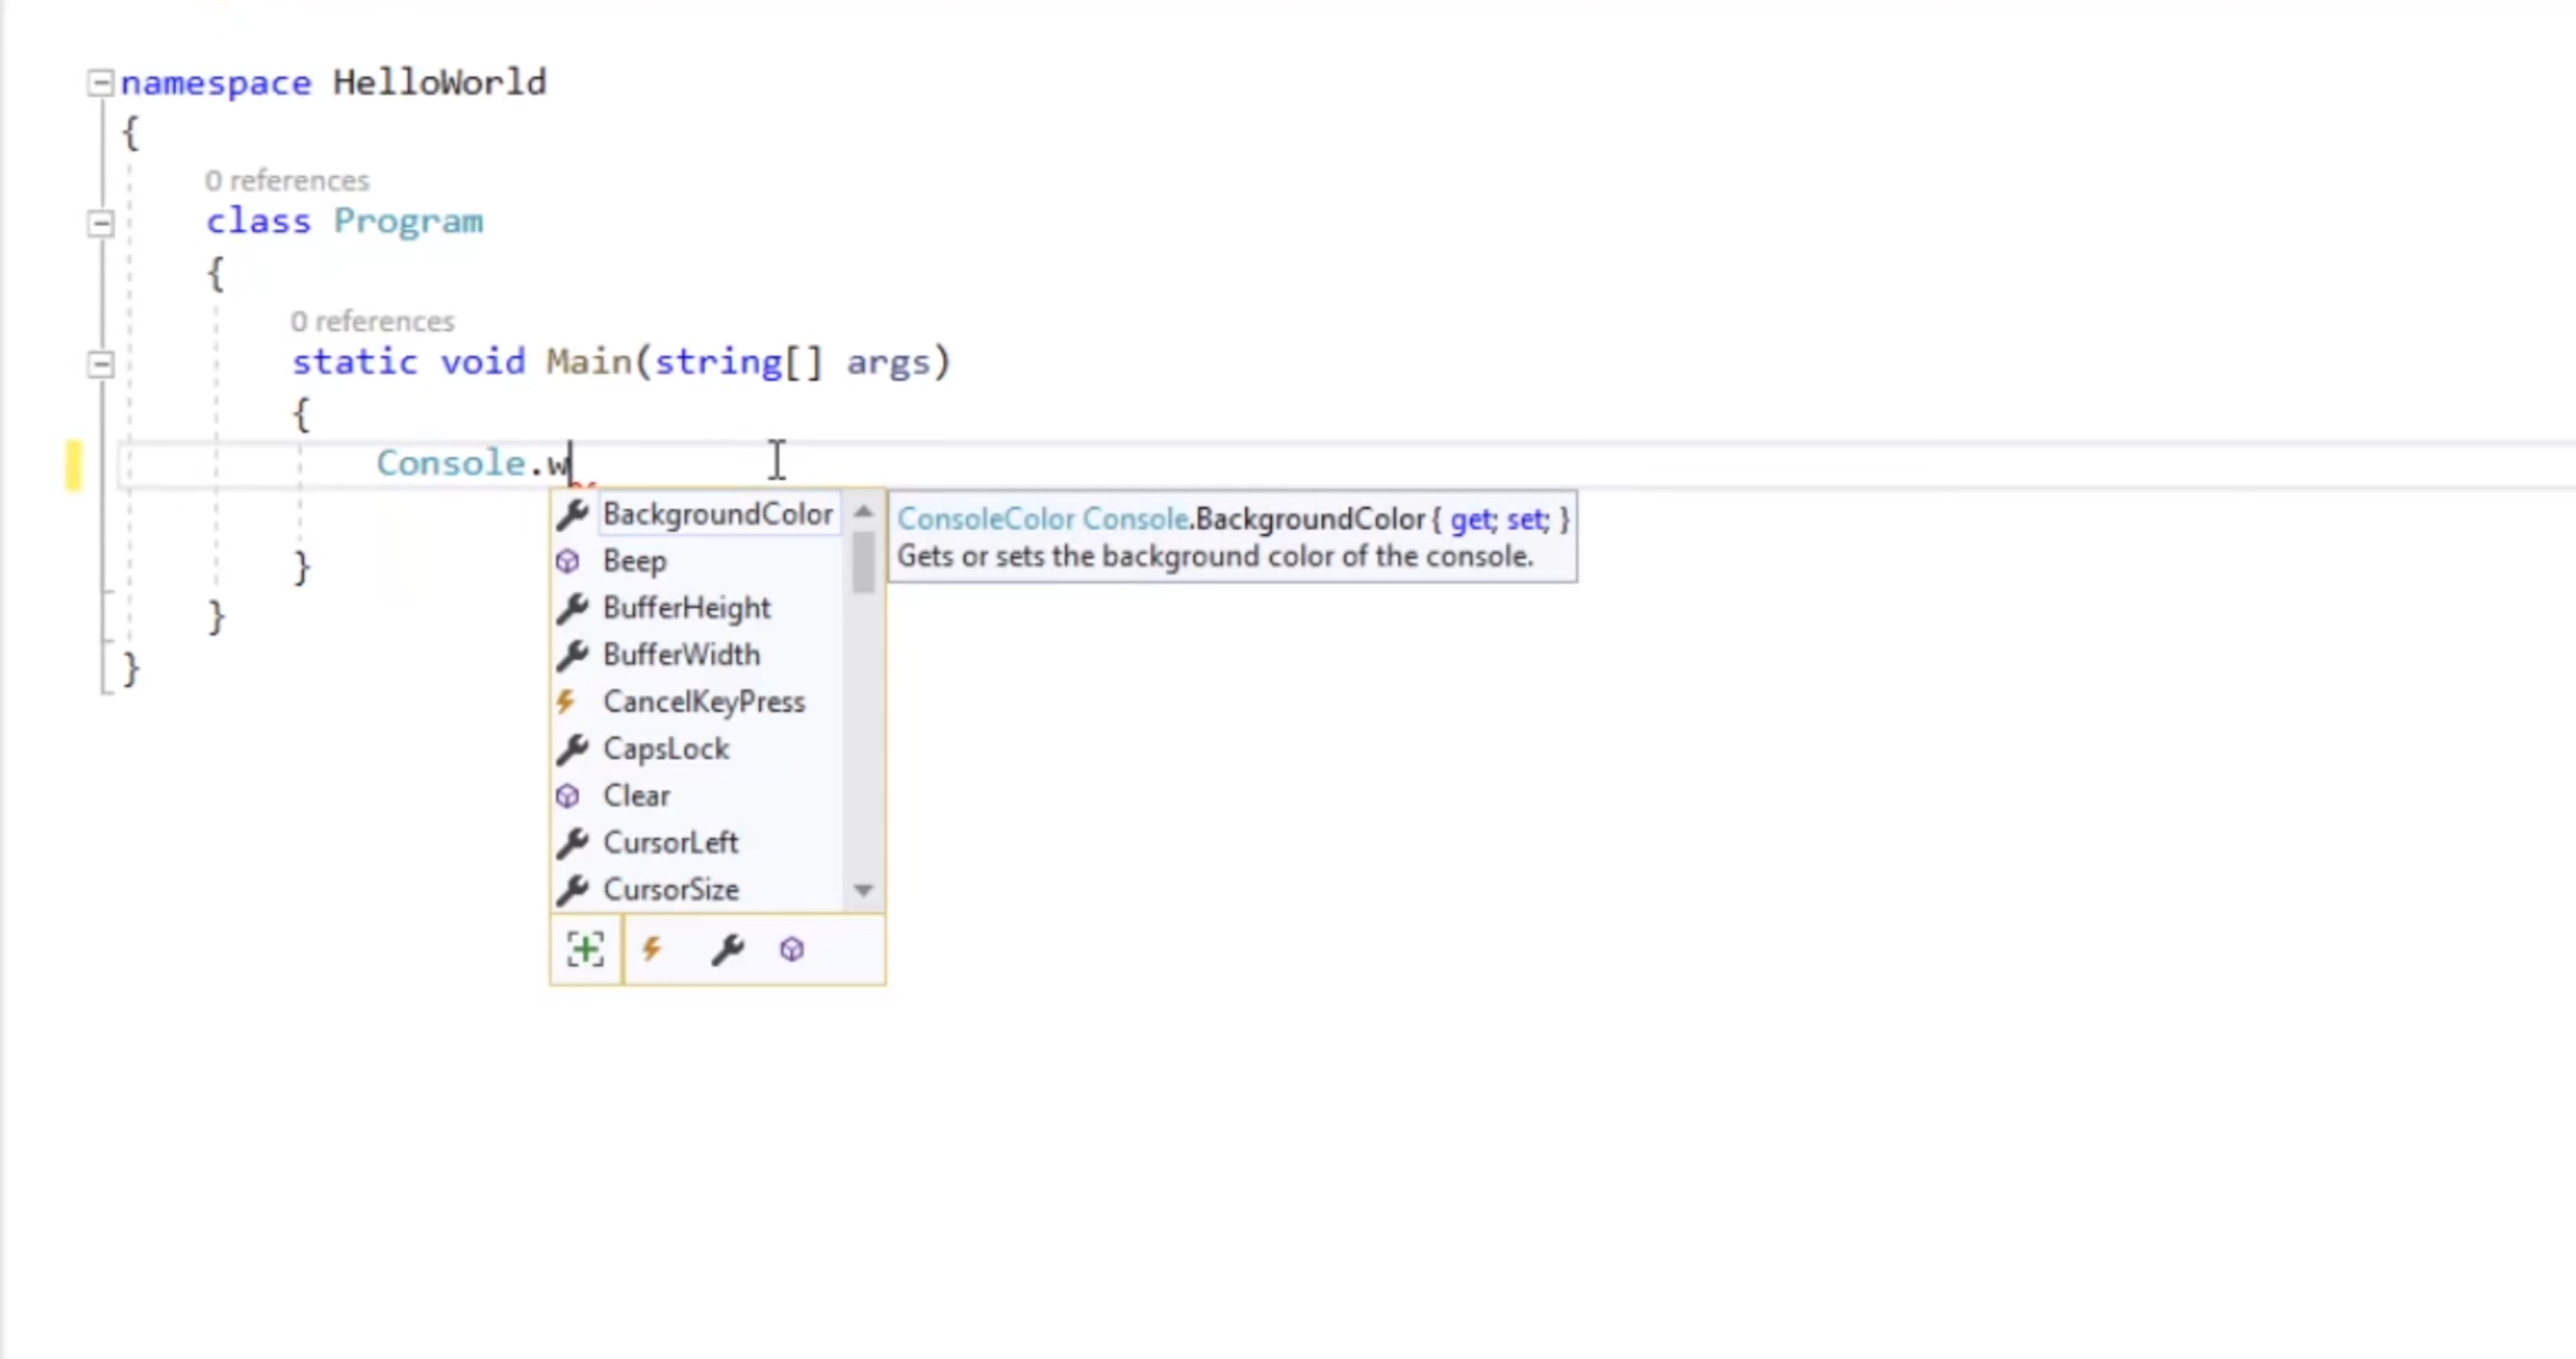 namespace HelloWorld
{
0 references
class Program
{
0 references
static void Main(string[] args)
{
Console.w
BackgroundColor
ConsoleColor Console.BackgroundColor { get; set; }
Gets or sets the background color of the console.
Beep
BufferHeight
BufferWidth
CancelKeyPress
CapsLock
Clear
CursorLeft
CursorSize
}
}
}